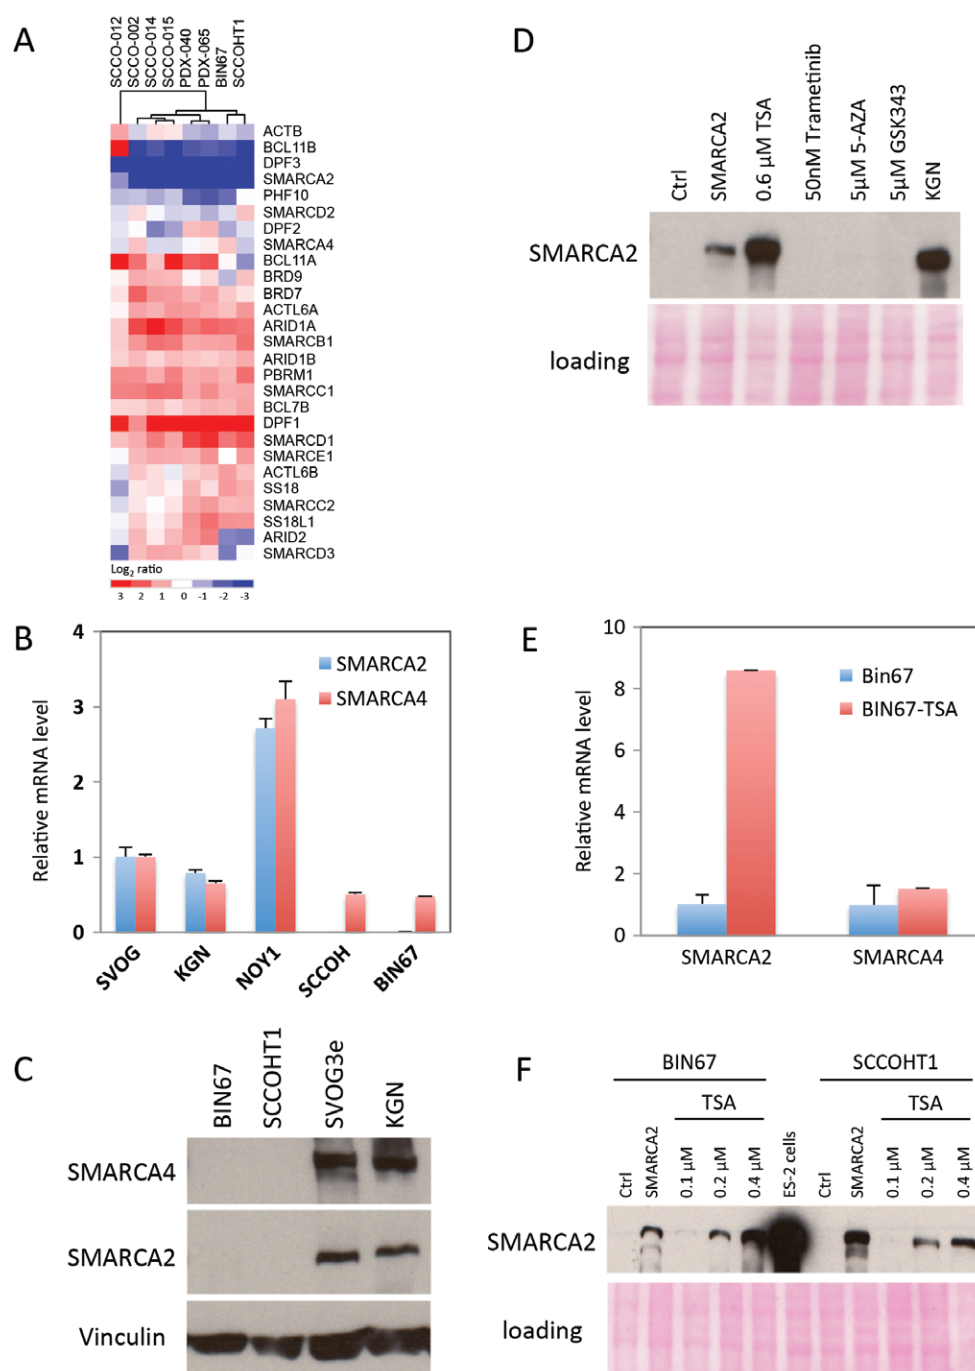 A
SCCO-012
SCCO-002
SCCO-014
SCCO-015
PDX-040
PDX-065
BIN67
SCCOHT1
ACTB
BCL11B
DPF3
SMARCA2
PHF10
SMARCD2
DPF2
SMARCA4
BCL11A
BRD9
BRD7
ACTL6A
ARID1A
SMARCB1
ARID1B
PBRM1
SMARCC1
BCL7B
DPF1
SMARCD1
SMARCE1
ACTL6B
SS18
SMARCC2
SS18L1
ARID2
SMARCD3
Log2 ratio
3 2 1 0 -1 -2 -3
B
Relative mRNA level
4
3
2
1
0
SMARCA2
SMARCA4
SVOG KGN NOY1 SCCOH BIN67
C
BIN67
SCCOHT1
SVOG3e
KGN
SMARCA4
SMARCA2
Vinculin
D
Ctrl
SMARCA2
0.6 μM TSA
50nM Trametinib
5μM 5-AZA
5μM GSK343
KGN
SMARCA2
loading
E
Relative mRNA level
10
8
6
4
2
0
Bin67
BIN67-TSA
SMARCA2 SMARCA4
F
BIN67 SCCOHT1
TSA TSA
Ctrl
SMARCA2
0.1 μM
0.2 μM
0.4 μM
ES-2 cells
Ctrl
SMARCA2
0.1 μM
0.2 μM
0.4 μM
SMARCA2
loading